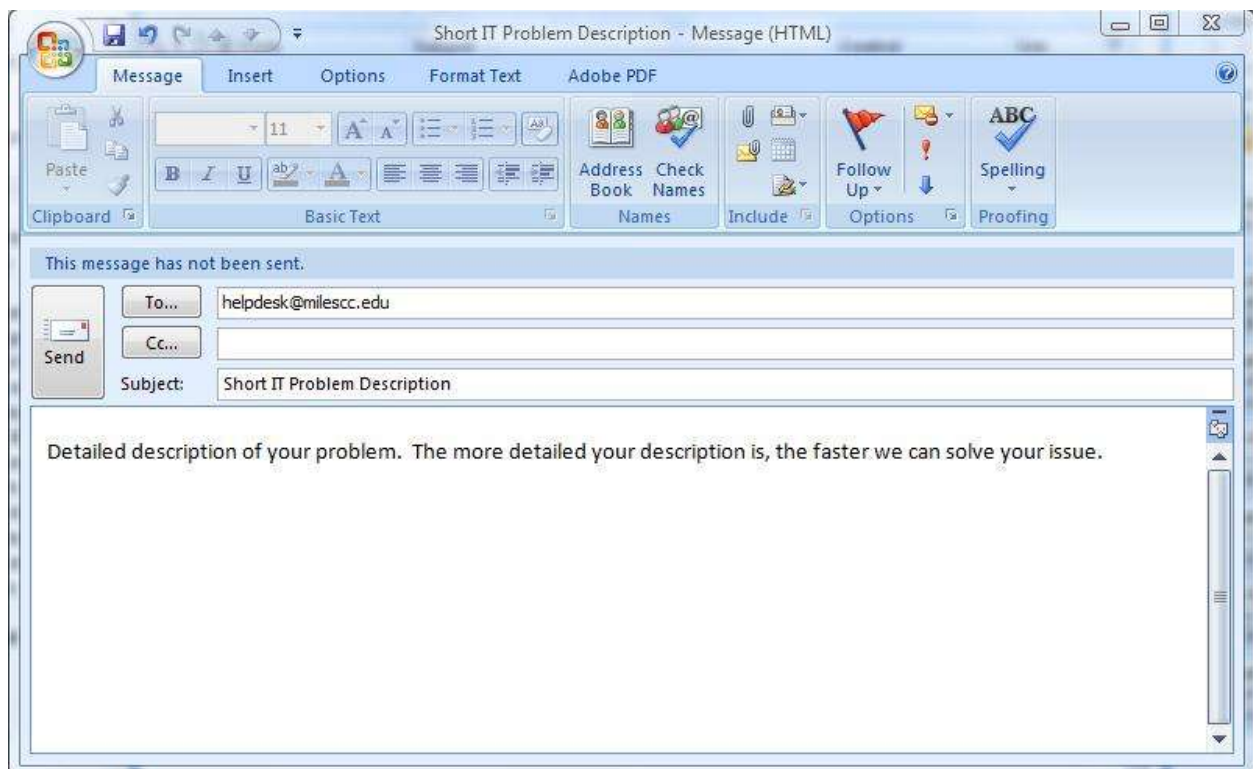 Short IT Problem Description - Message (HTML)
Message Insert Options Format Text Adobe PDF
Paste
11
A A
Aa
B I U ab A
Address Book
Check Names
Follow Up
ABC
Spelling
Clipboard Basic Text Names Include Options Proofing
This message has not been sent.
Send
To... helpdesk@milescc.edu
Cc...
Subject: Short IT Problem Description
Detailed description of your problem. The more detailed your description is, the faster we can solve your issue.